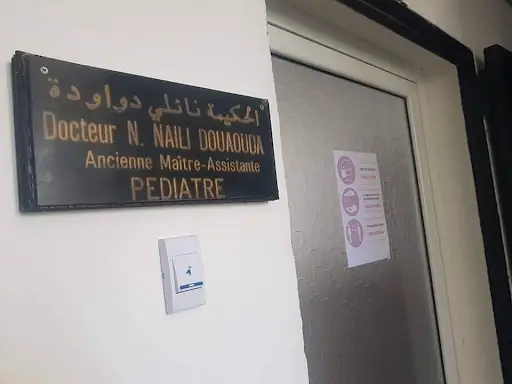 الحكيمة نائلي دواودة
Docteur N. NAILI DOUAOUDA
Ancienne Maître-Assistante
PEDIATRE